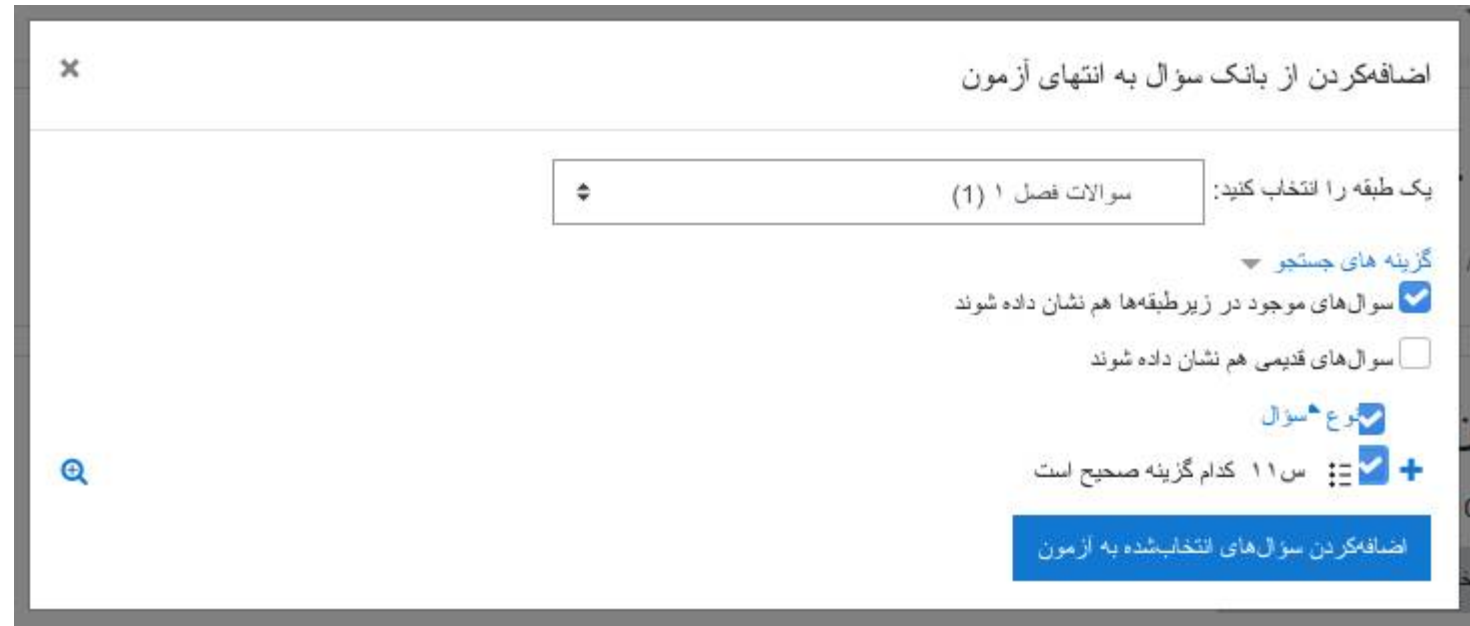 اضافه‌کردن از بانک سؤال به انتهای آزمون
یک طبقه را انتخاب کنید: سوالات فصل ۱ (1)
گزینه های جستجو
سوال‌های موجود در زیرطبقه‌ها هم نشان داده شوند
سوال‌های قدیمی هم نشان داده شوند
نوع سؤال
س۱۱ کدام گزینه صحیح است
اضافه‌کردن سؤال‌های انتخاب‌شده به آزمون